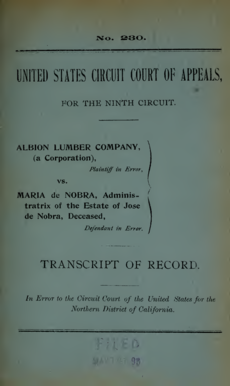 No. 230.
UNITED STATES CIRCUIT COURT OF APPEALS,
FOR THE NINTH CIRCUIT.
ALBION LUMBER COMPANY,
(a Corporation),
Plaintiff in Error,
vs.
MARIA de NOBRA, Adminis-
tratrix of the Estate of Jose
de Nobra, Deceased,
Defendant in Error.
TRANSCRIPT OF RECORD.
In Error to the Circuit Court of the United States for the
Northern District of California.
FILED